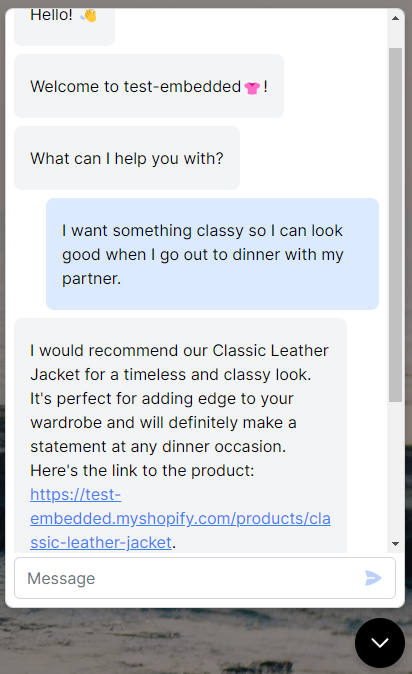 Hello! 👋
Welcome to test-embedded👚!
What can I help you with?
I want something classy so I can look
good when I go out to dinner with my
partner.
I would recommend our Classic Leather
Jacket for a timeless and classy look.
It's perfect for adding edge to your
wardrobe and will definitely make a
statement at any dinner occasion.
Here's the link to the product:
https://test-
embedded.myshopify.com/products/cla
ssic-leather-jacket.
Message